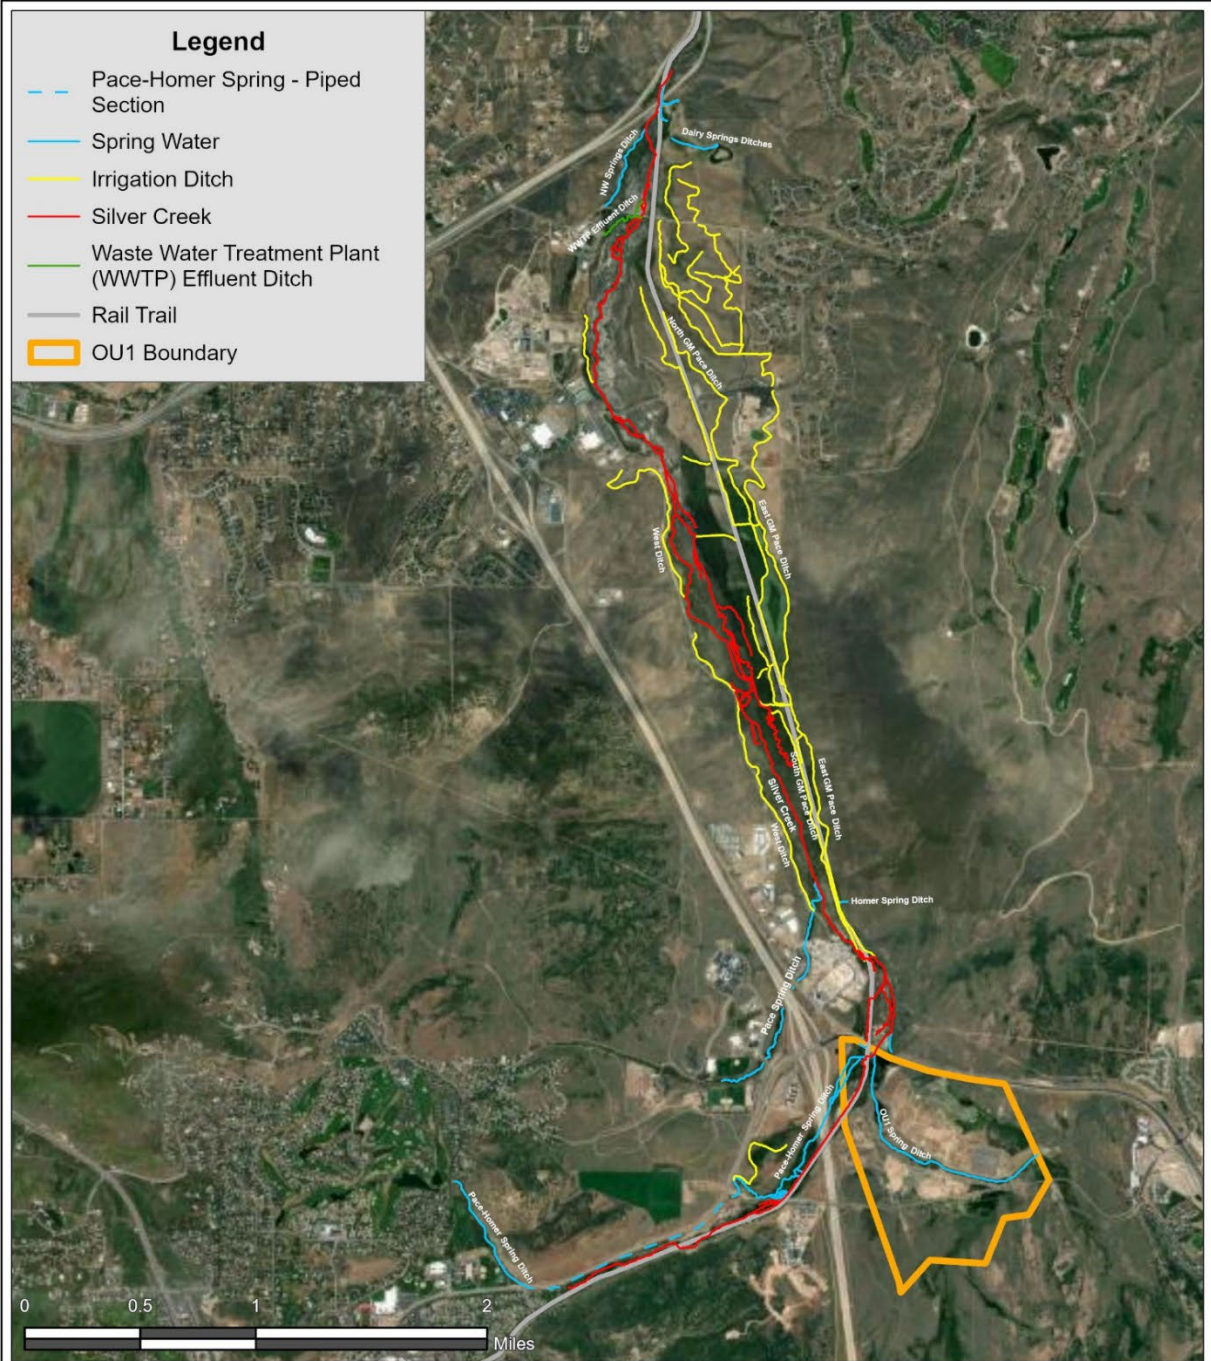 Legend
Pace-Homer Spring - Piped
Section
Spring Water
Irrigation Ditch
Silver Creek
Waste Water Treatment Plant
(WWTP) Effluent Ditch
Rail Trail
OU1 Boundary
Dairy Springs Ditches
NW Springs Ditch
WWTP Effluent Ditch
North GM Pace Ditch
East GM Pace Ditch
West Ditch
South GM Pace Ditch
East GM Pace Ditch
Silver Creek
West Ditch
Homer Spring Ditch
Pace Spring Ditch
OU1 Spring Ditch
Pace-Homer Spring Ditch
Pace-Homer Spring Ditch
0 0.5 1 2
Miles